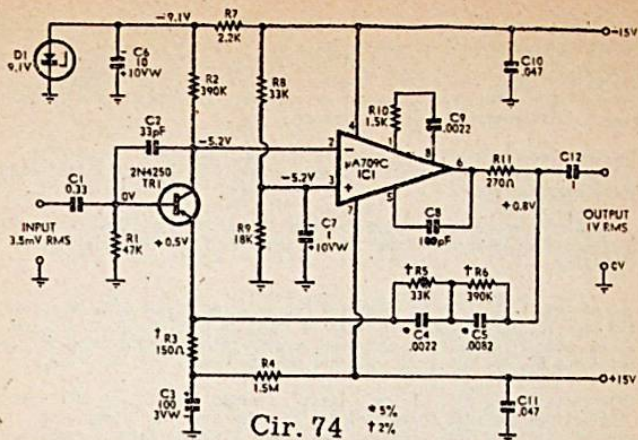 -9.1V
R7
2.2K
-15V
D1
9.1V
C6
10
10VW
R2
390K
R8
33K
C10
.047
R10
1.5K
C9
.0022
C2
33pF
-5.2V
4
1
8
2
µA709C
IC1
6
R11
270Ω
C12
1
2N4250
TR1
-5.2V
3
7
5
C1
0.33
0V
+0.8V
INPUT
3.5mV RMS
OUTPUT
1V RMS
R1
47K
+0.5V
R9
18K
C7
1
10VW
C8
100pF
0V
†R5
33K
†R6
390K
†
R3
150Ω
* C4
.0022
* C5
.0082
R4
1.5M
+15V
C3
100
3VW
C11
.047
Cir. 74
* 5%
† 2%